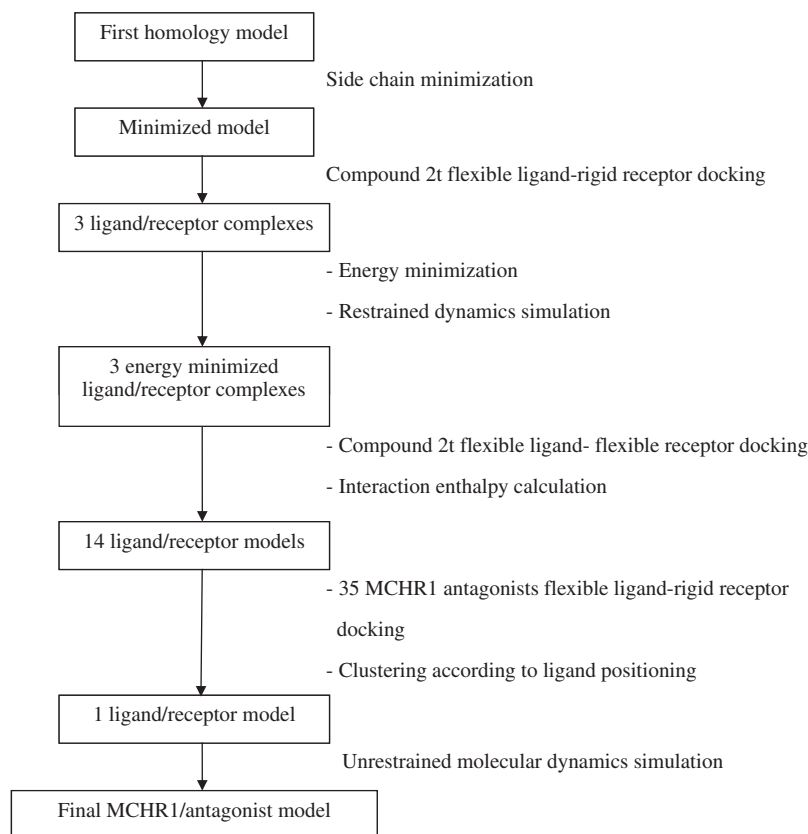 First homology model
Side chain minimization
Minimized model
Compound 2t flexible ligand-rigid receptor docking
3 ligand/receptor complexes
- Energy minimization
- Restrained dynamics simulation
3 energy minimized
ligand/receptor complexes
- Compound 2t flexible ligand- flexible receptor docking
- Interaction enthalpy calculation
14 ligand/receptor models
- 35 MCHR1 antagonists flexible ligand-rigid receptor
docking
- Clustering according to ligand positioning
1 ligand/receptor model
Unrestrained molecular dynamics simulation
Final MCHR1/antagonist model